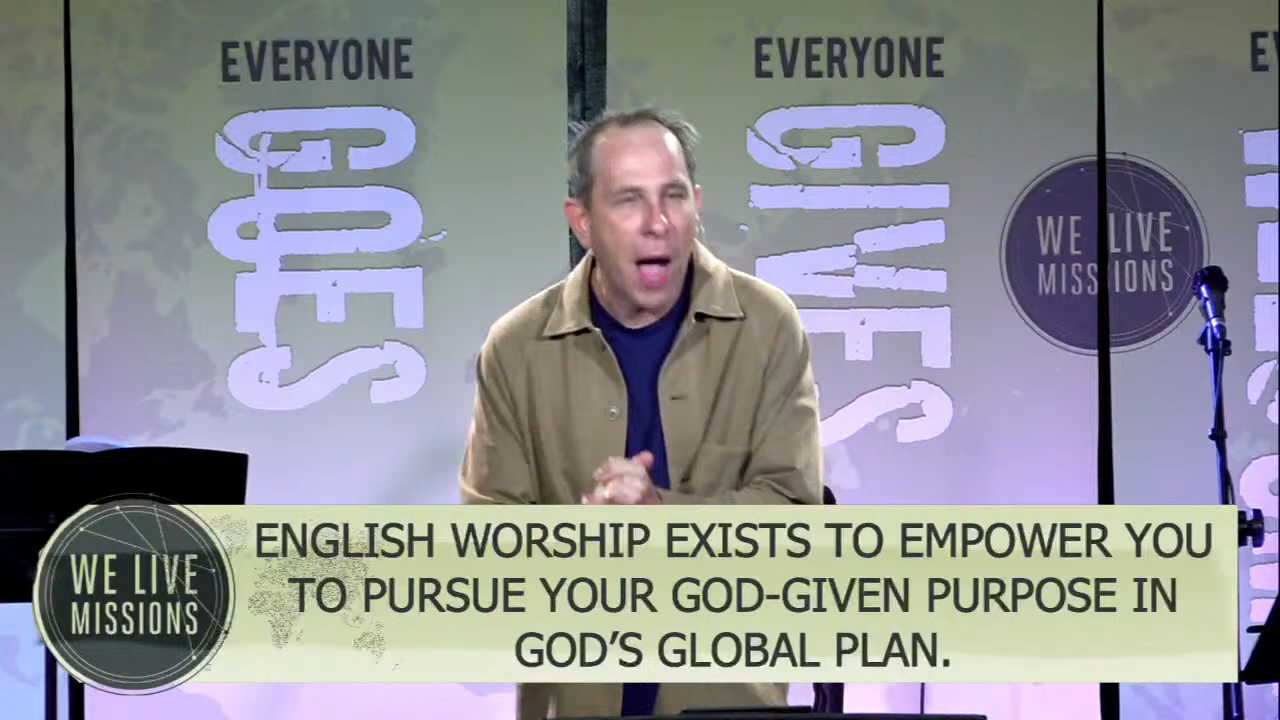 EVERYONE
GOES
EVERYONE
GIVES
WE LIVE
MISSIONS
WE LIVE
MISSIONS
ENGLISH WORSHIP EXISTS TO EMPOWER YOU
TO PURSUE YOUR GOD-GIVEN PURPOSE IN
GOD'S GLOBAL PLAN.